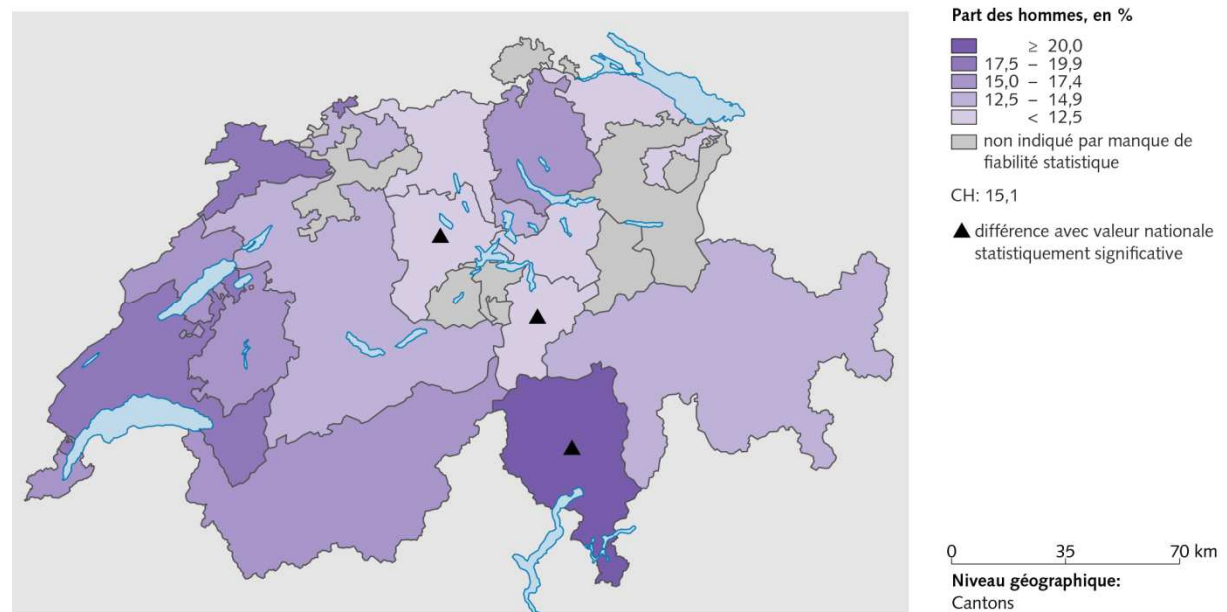 Part des hommes, en %
≥ 20,0
17,5 – 19,9
15,0 – 17,4
12,5 – 14,9
< 12,5
non indiqué par manque de
fiabilité statistique
CH: 15,1
différence avec valeur nationale
statistiquement significative
0 35 70 km
Niveau géographique:
Cantons